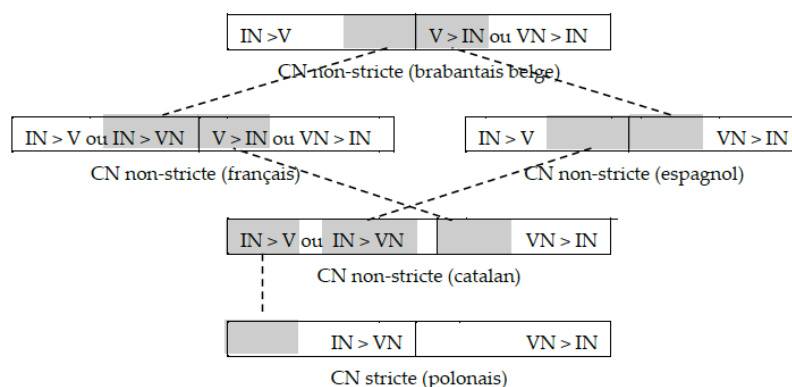 IN >V V > IN ou VN > IN
CN non-stricte (brabantais belge)
IN > V ou IN > VN V > IN ou VN > IN IN > V VN > IN
CN non-stricte (français) CN non-stricte (espagnol)
IN > V ou IN > VN VN > IN
CN non-stricte (catalan)
IN > VN VN > IN
CN stricte (polonais)